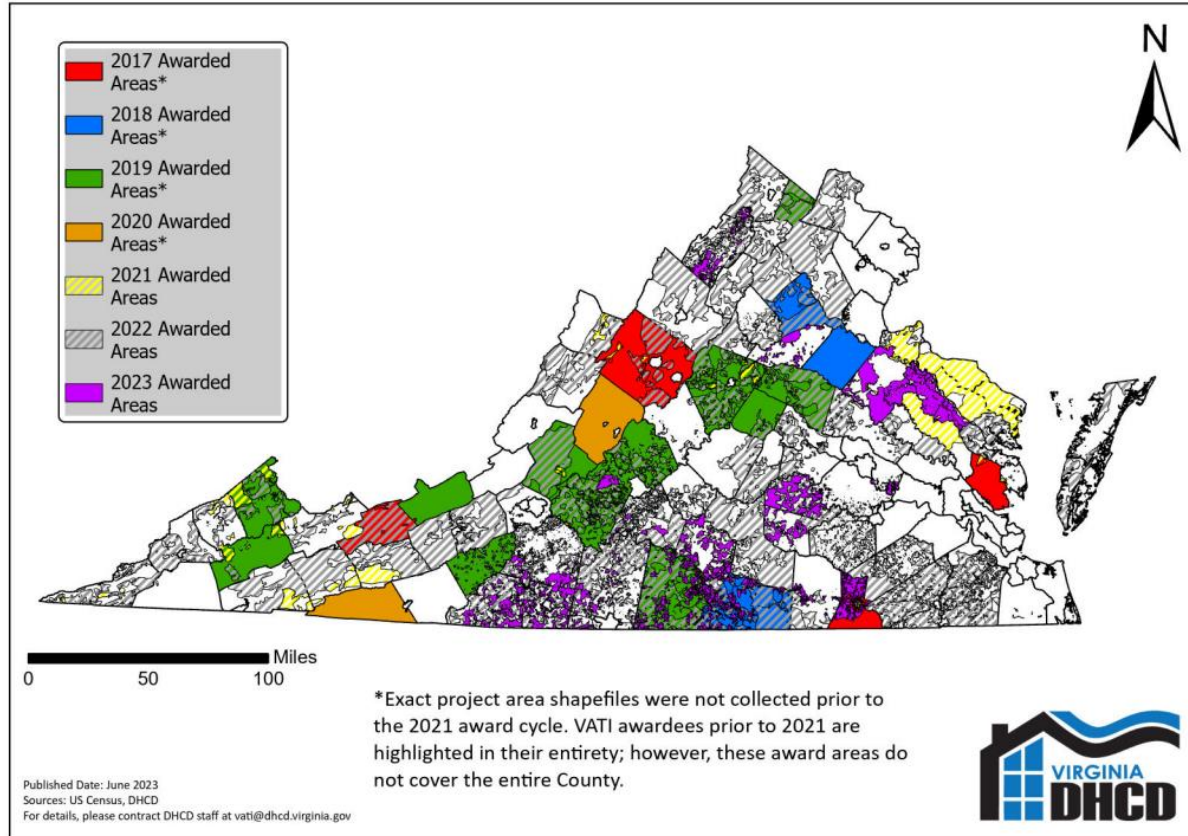 2017 Awarded
Areas*
2018 Awarded
Areas*
2019 Awarded
Areas*
2020 Awarded
Areas*
2021 Awarded
Areas
2022 Awarded
Areas
2023 Awarded
Areas
N
Miles
0 50 100
*Exact project area shapefiles were not collected prior to
the 2021 award cycle. VATI awardees prior to 2021 are
highlighted in their entirety; however, these award areas do
not cover the entire County.
Published Date: June 2023
Sources: US Census, DHCD
For details, please contract DHCD staff at vati@dhcd.virginia.gov
VIRGINIA
DHCD